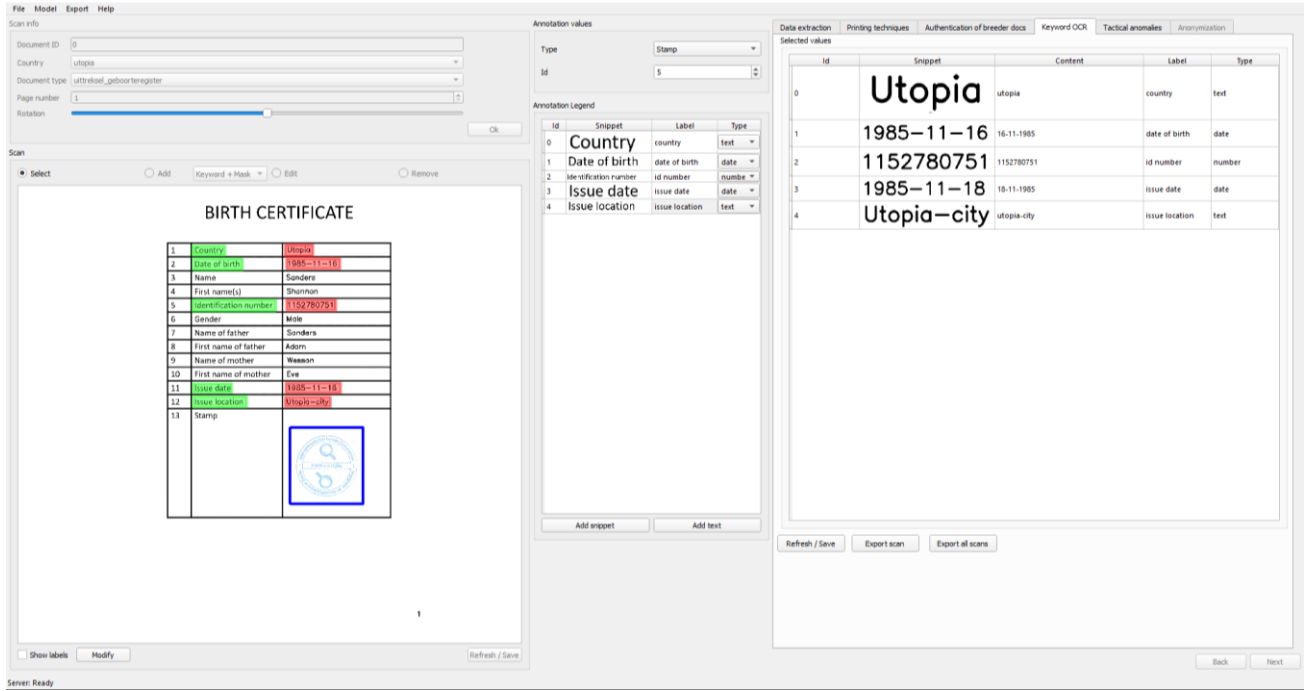 File Model Export Help
Scan info
Document ID 0
Country utopia
Document type uittreksel_geboorteregister
Page number 1
Rotation
Ok
Scan
Select Add Keyword + Mask Edit Remove
BIRTH CERTIFICATE
1 Country Utopia
2 Date of birth 1985-11-16
3 Name Sanders
4 First name(s) Shannon
5 Identification number 1152780751
6 Gender Male
7 Name of father Sanders
8 First name of father Adam
9 Name of mother Wesson
10 First name of mother Eve
11 Issue date 1985-11-18
12 Issue location Utopia-city
13 Stamp
1
Show labels Modify Refresh / Save
Server: Ready
Annotation values
Type Stamp
Id 5
Annotation Legend
Id Snippet Label Type
0 Country country text
1 Date of birth date of birth date
2 Identification number id number numbe
3 Issue date issue date date
4 Issue location issue location text
Add snippet Add text
Data extraction Printing techniques Authentication of breeder docs Keyword OCR Tactical anomalies Anonymization
Selected values
Id Snippet Content Label Type
0 Utopia utopia country text
1 1985-11-16 16-11-1985 date of birth date
2 1152780751 1152780751 id number number
3 1985-11-18 18-11-1985 issue date date
4 Utopia-city utopia-city issue location text
Refresh / Save Export scan Export all scans
Back Next